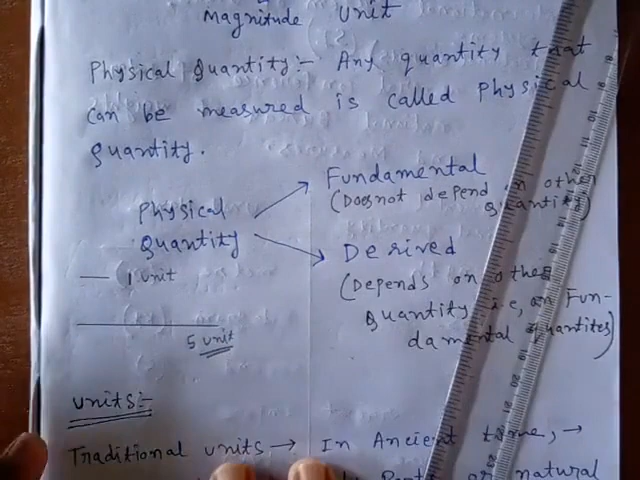 Magnitude Unit
Physical Quantity:- Any quantity that
can be measured is called Physical
Quantity.
Physical
Quantity
Fundamental
(Does not depend on other
Quantity)
Derived
(Depends on other
Quantity i.e, on Fun-
damental Quantites)
1 unit
5 unit
Units:-
Traditional units → In Ancient time, →
or natural